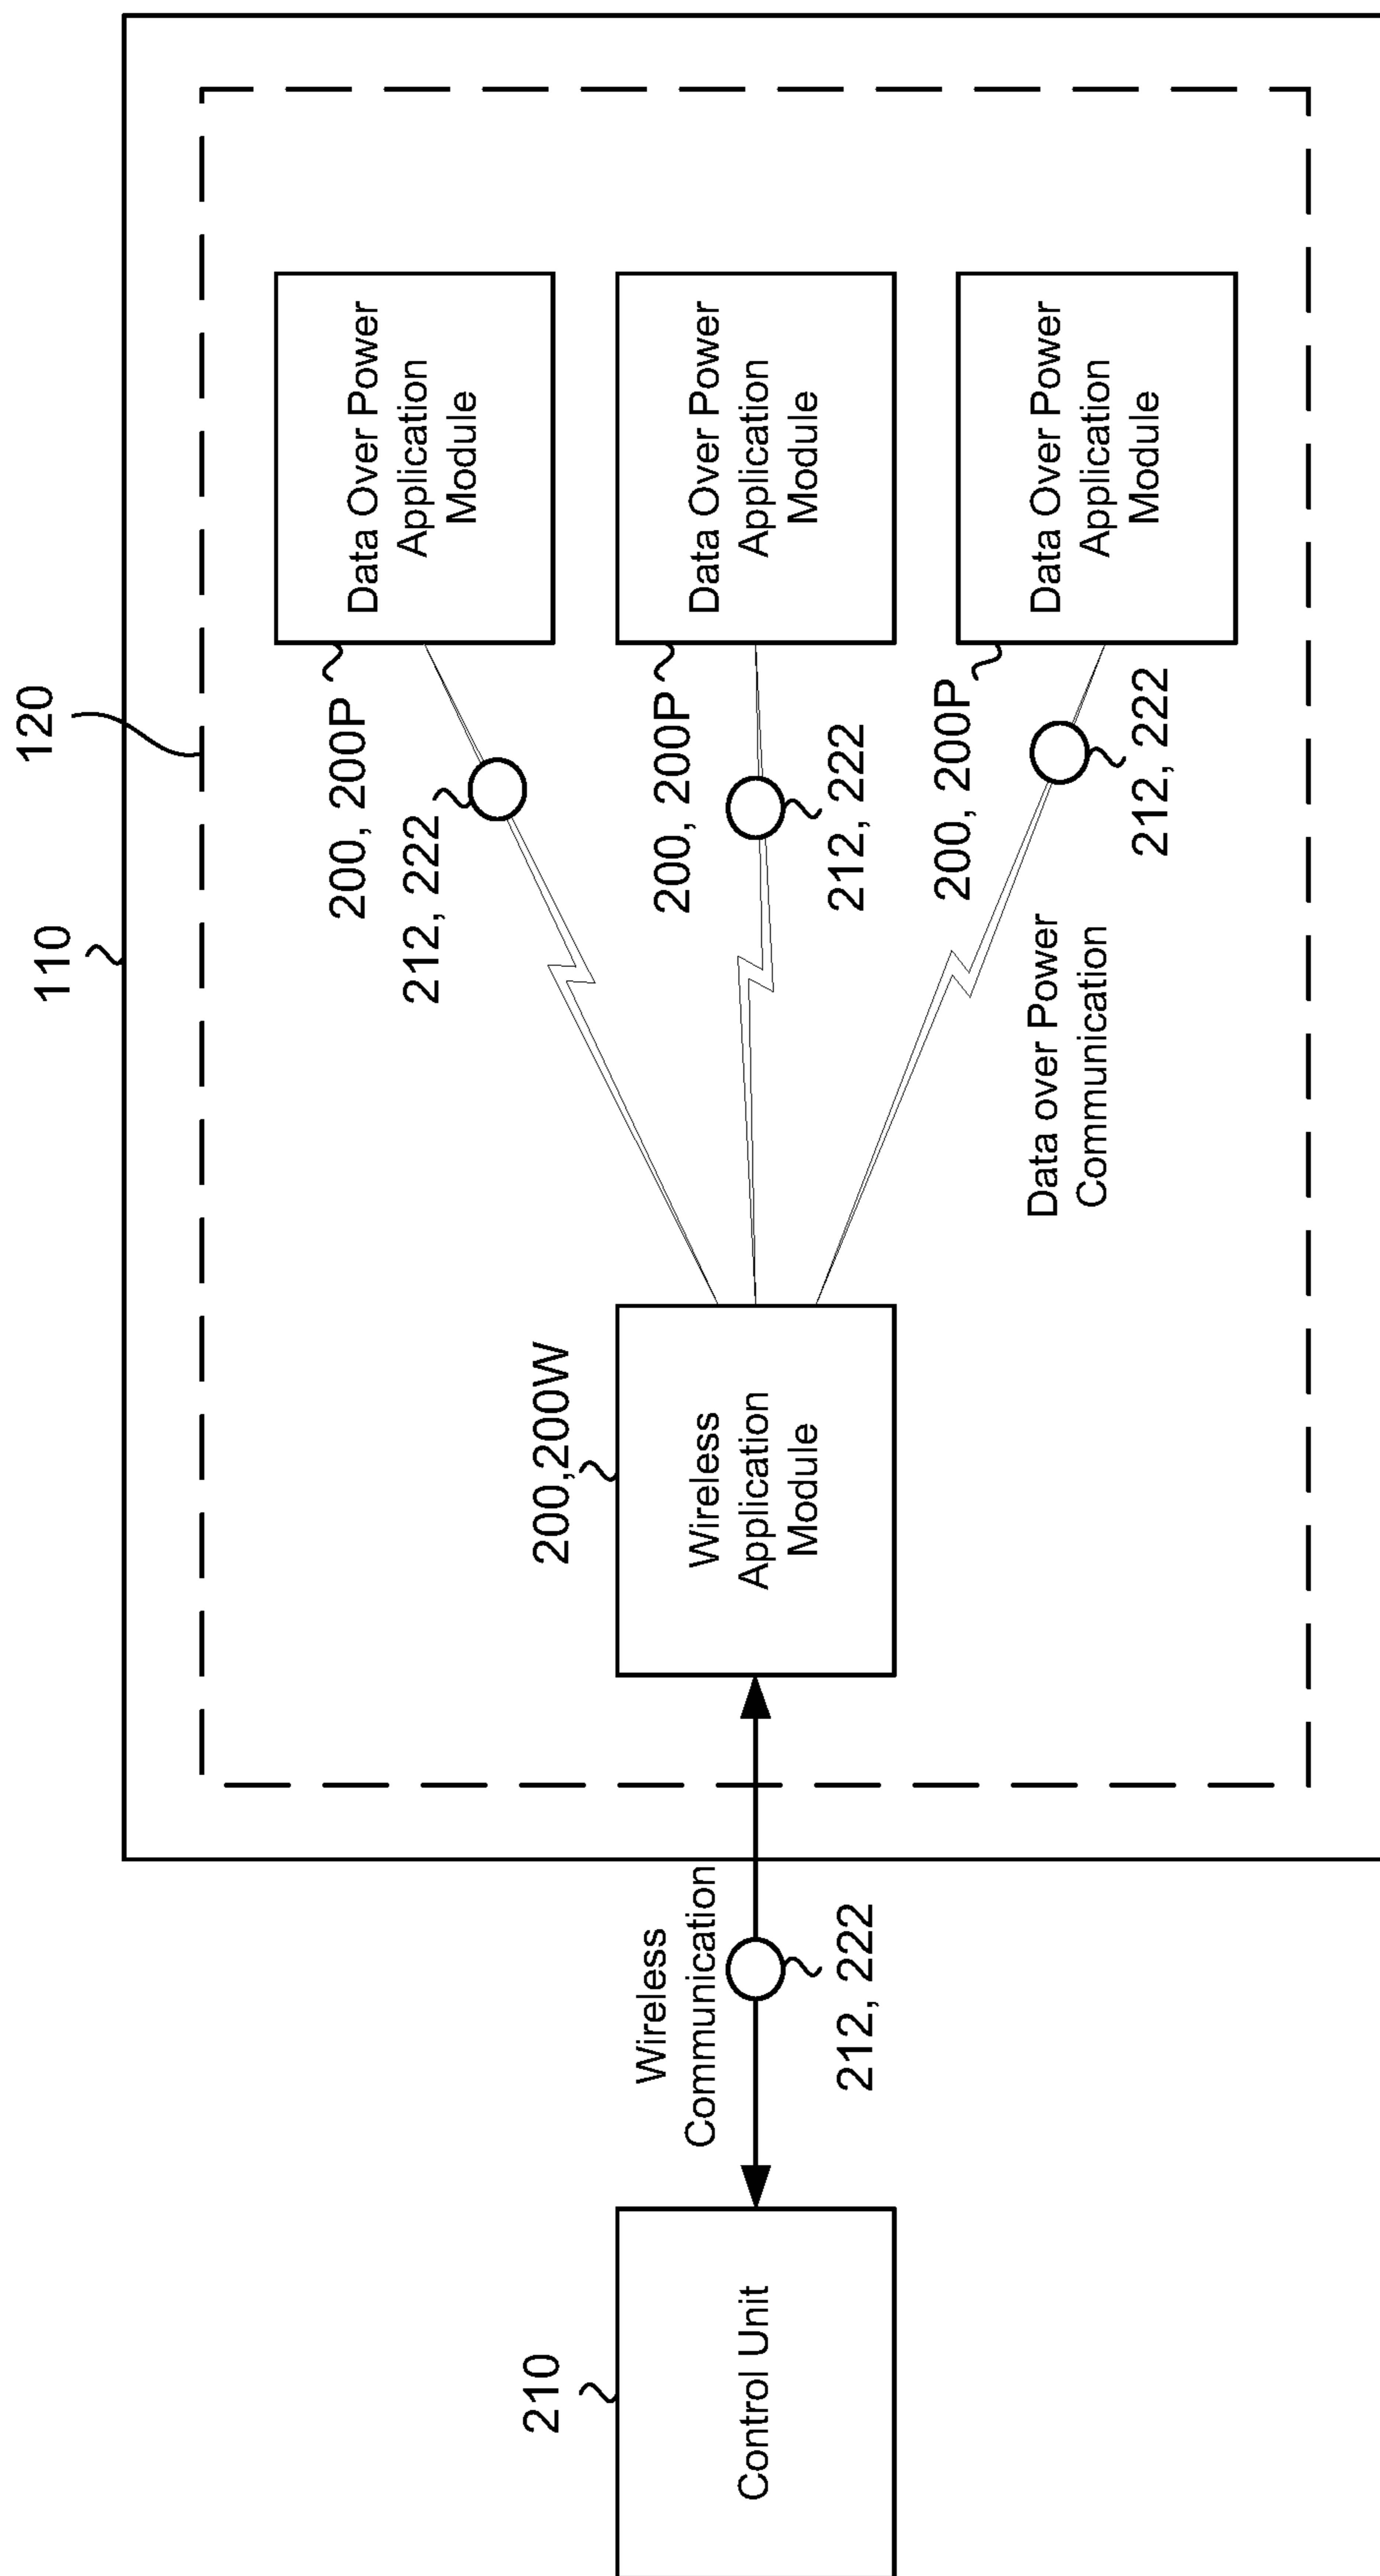 110
120
210
Control Unit
Wireless
Communication
212, 222
200,200W
Wireless
Application
Module
200, 200P
212, 222
Data Over Power
Application
Module
200, 200P
212, 222
Data Over Power
Application
Module
200, 200P
212, 222
Data Over Power
Application
Module
Data over Power
Communication